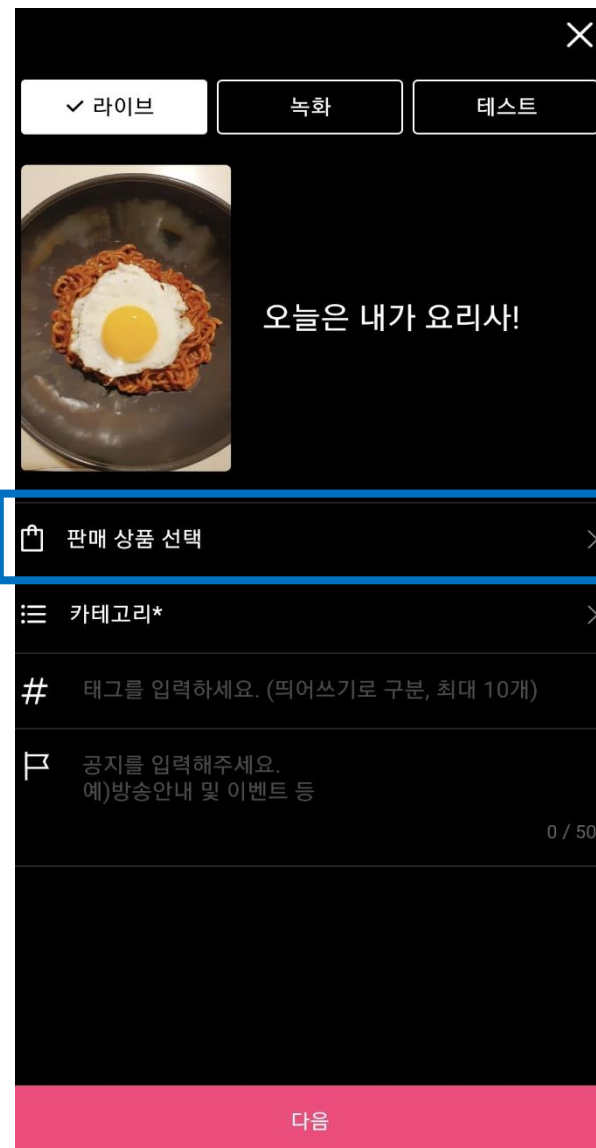 라이브
녹화
테스트
오늘은 내가 요리사!
판매 상품 선택
카테고리*
# 태그를 입력하세요. (띄어쓰기로 구분, 최대 10개)
공지를 입력해주세요.
예)방송안내 및 이벤트 등
0 / 50
다음